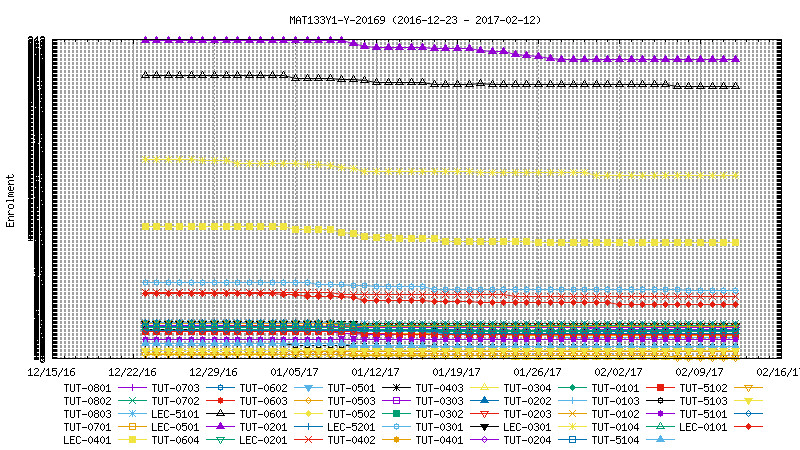 MAT133Y1-Y-20169 (2016-12-23 - 2017-02-12)
Enrolment
12/15/16 12/22/16 12/29/16 01/05/17 01/12/17 01/19/17 01/26/17 02/02/17 02/09/17 02/16/17
TUT-0801 TUT-0703 TUT-0602 TUT-0501 TUT-0403 TUT-0304 TUT-0101 TUT-5102
TUT-0802 TUT-0702 TUT-0603 TUT-0503 TUT-0303 TUT-0202 TUT-0103 TUT-5103
TUT-0803 LEC-5101 TUT-0601 TUT-0502 TUT-0302 TUT-0203 TUT-0102 TUT-5101
TUT-0701 LEC-0501 TUT-0201 LEC-5201 TUT-0301 LEC-0301 TUT-0104 LEC-0101
LEC-0401 TUT-0604 LEC-0201 TUT-0402 TUT-0401 TUT-0204 TUT-5104